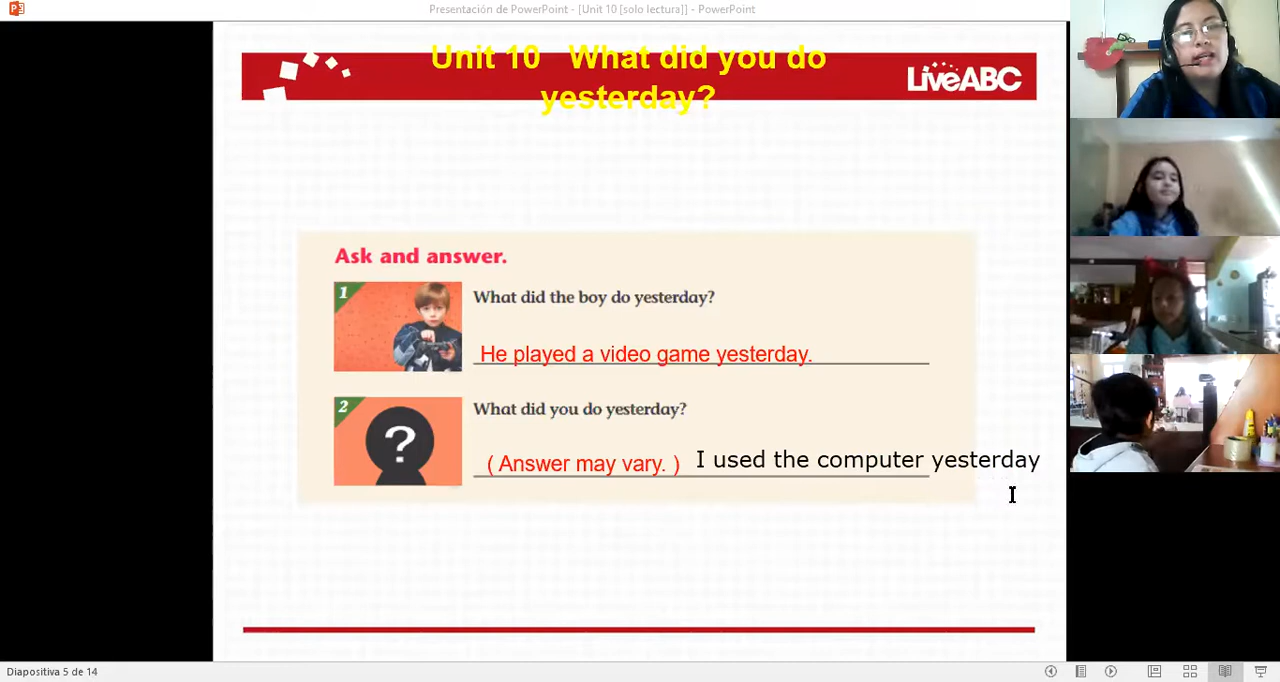 Presentación de PowerPoint - [Unit 10 [solo lectura]] - PowerPoint
Unit 10 What did you do
yesterday?
LiveABC
Ask and answer.
1
What did the boy do yesterday?
He played a video game yesterday.
2
?
What did you do yesterday?
( Answer may vary. ) I used the computer yesterday
Diapositiva 5 de 14